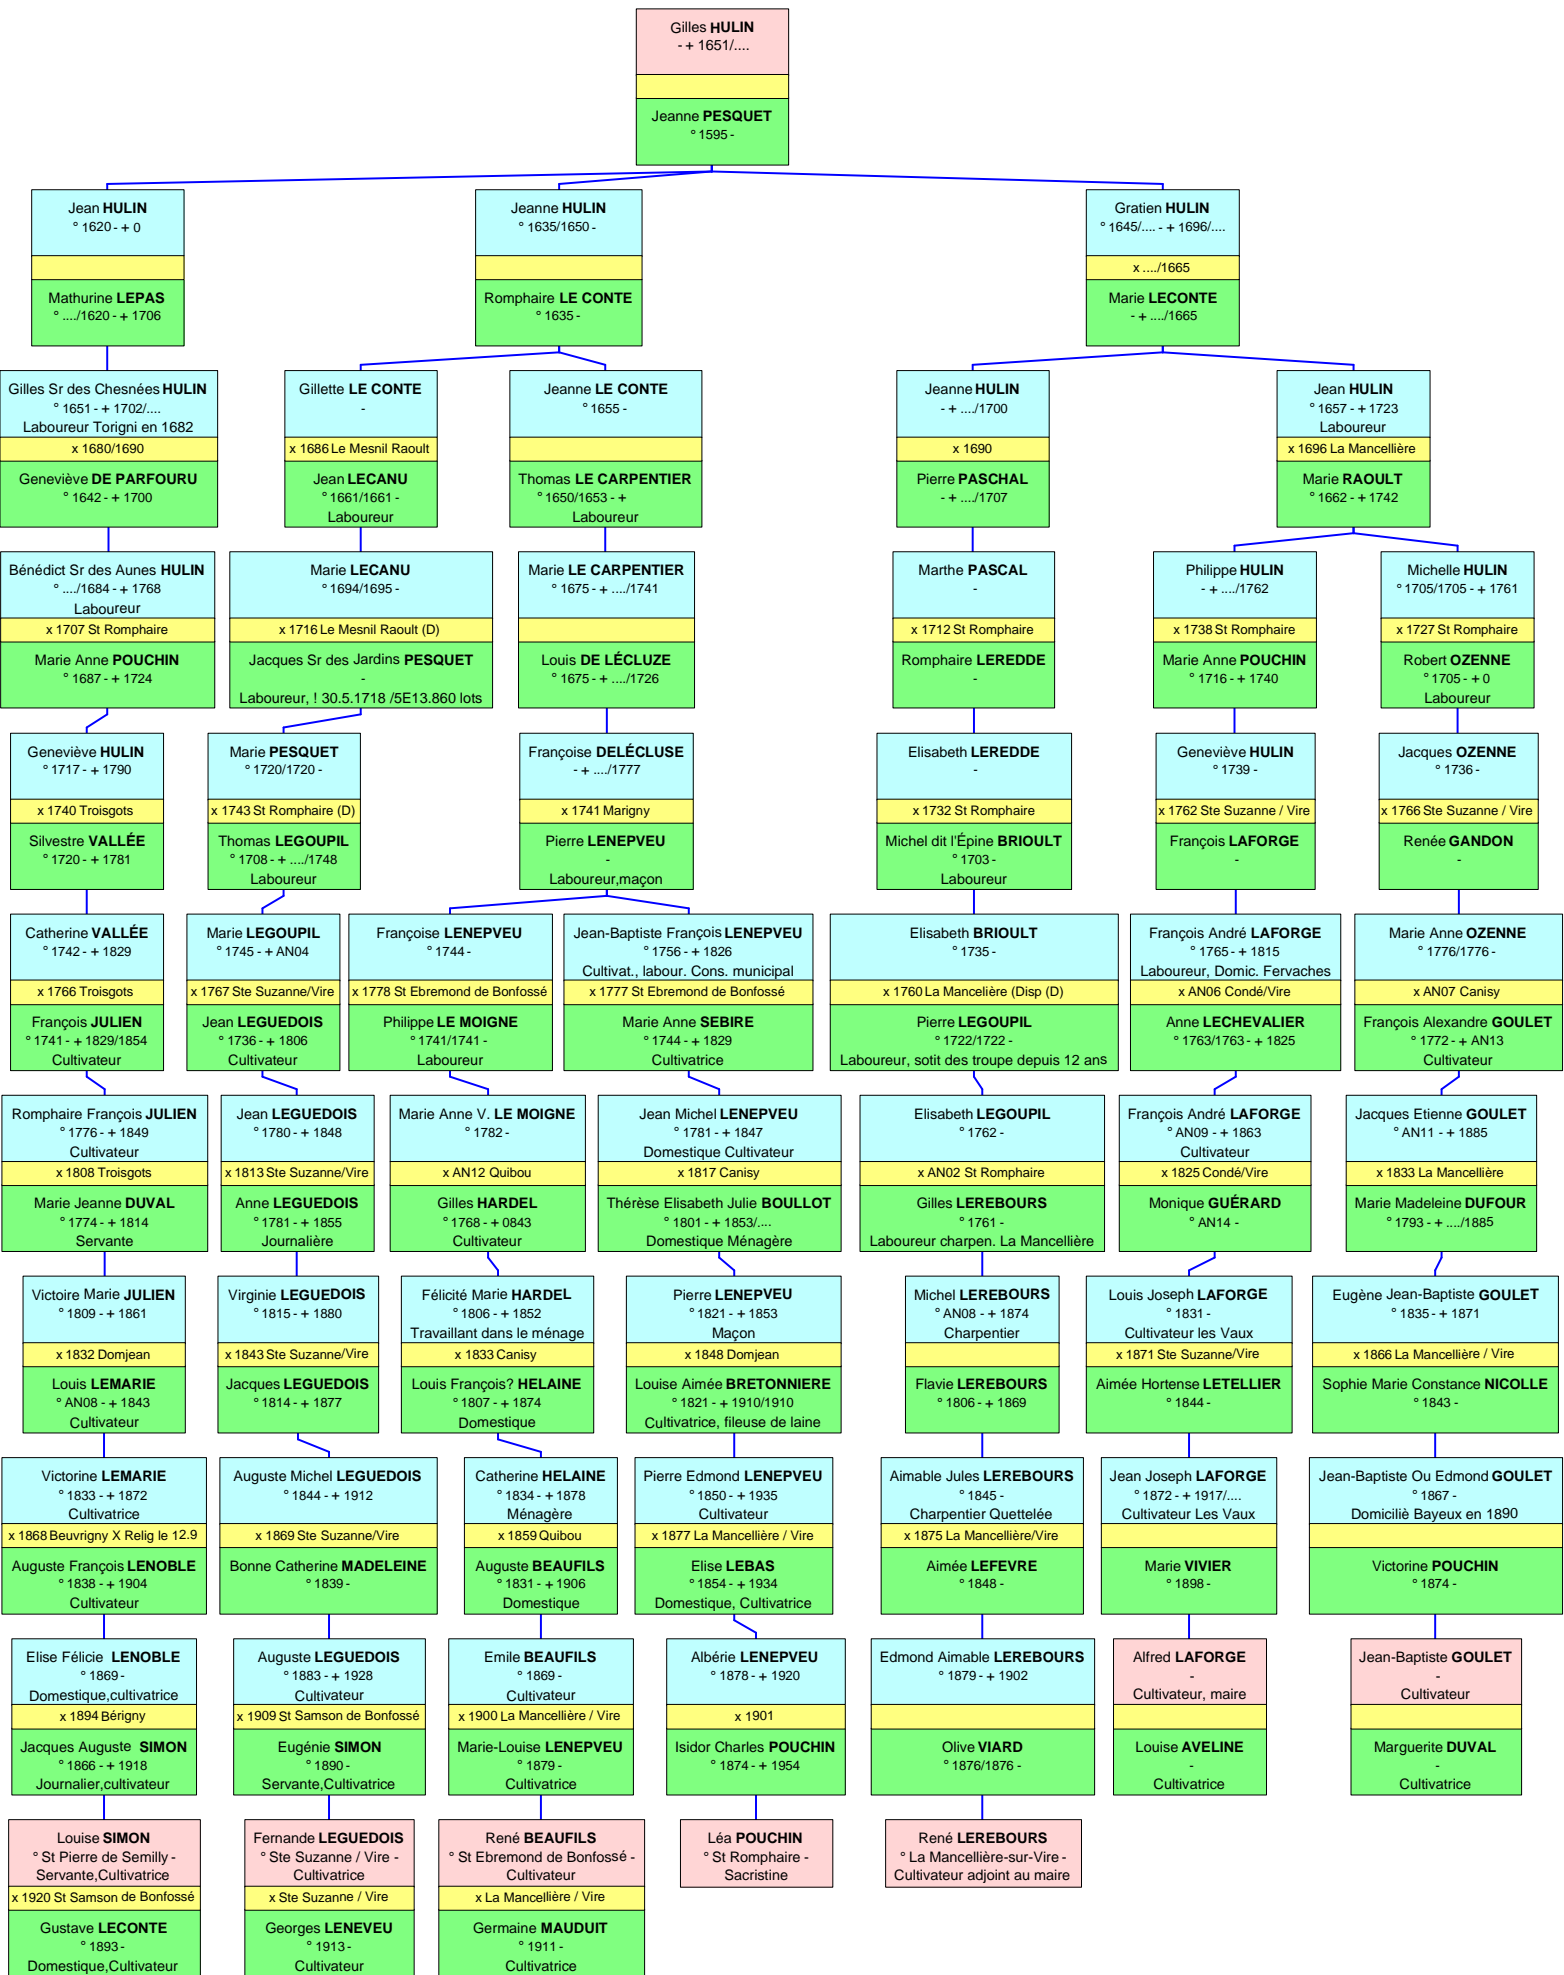 Gilles HULIN
- + 1651/....
Jeanne PESQUET
° 1595 -
Jean HULIN
° 1620 - + 0
Mathurine LEPAS
° ..../1620 - + 1706
Jeanne HULIN
° 1635/1650 -
Romphaire LE CONTE
° 1635 -
Gratien HULIN
° 1645/.... - + 1696/....
x ..../1665
Marie LECONTE
- + ..../1665
Gilles Sr des Chesnées HULIN
° 1651 - + 1702/....
Laboureur Torigni en 1682
x 1680/1690
Geneviève DE PARFOURU
° 1642 - + 1700
Gillette LE CONTE
-
x 1686 Le Mesnil Raoult
Jean LECANU
° 1661/1661 -
Laboureur
Jeanne LE CONTE
° 1655 -
Thomas LE CARPENTIER
° 1650/1653 - +
Laboureur
Jeanne HULIN
- + ..../1700
x 1690
Pierre PASCHAL
- + ..../1707
Jean HULIN
° 1657 - + 1723
Laboureur
x 1696 La Mancellière
Marie RAOULT
° 1662 - + 1742
Bénédict Sr des Aunes HULIN
° ..../1684 - + 1768
Laboureur
x 1707 St Romphaire
Marie Anne POUCHIN
° 1687 - + 1724
Marie LECANU
° 1694/1695 -
x 1716 Le Mesnil Raoult (D)
Jacques Sr des Jardins PESQUET
-
Laboureur, ! 30.5.1718 /5E13.860 lots
Marie LE CARPENTIER
° 1675 - + ..../1741
Louis DE LÉCLUZE
° 1675 - + ..../1726
Marthe PASCAL
-
x 1712 St Romphaire
Romphaire LEREDDE
-
Philippe HULIN
- + ..../1762
x 1738 St Romphaire
Marie Anne POUCHIN
° 1716 - + 1740
Michelle HULIN
° 1705/1705 - + 1761
x 1727 St Romphaire
Robert OZENNE
° 1705 - + 0
Laboureur
Geneviève HULIN
° 1717 - + 1790
x 1740 Troisgots
Silvestre VALLÉE
° 1720 - + 1781
Marie PESQUET
° 1720/1720 -
x 1743 St Romphaire (D)
Thomas LEGOUPIL
° 1708 - + ..../1748
Laboureur
Françoise DELÉCLUSE
- + ..../1777
x 1741 Marigny
Pierre LENEPVEU
-
Laboureur,maçon
Elisabeth LEREDDE
-
x 1732 St Romphaire
Michel dit l'Épine BRIOULT
° 1703 -
Laboureur
Geneviève HULIN
° 1739 -
x 1762 Ste Suzanne / Vire
François LAFORGE
-
Jacques OZENNE
° 1736 -
x 1766 Ste Suzanne / Vire
Renée GANDON
-
Catherine VALLÉE
° 1742 - + 1829
x 1766 Troisgots
François JULIEN
° 1741 - + 1829/1854
Cultivateur
Marie LEGOUPIL
° 1745 - + AN04
x 1767 Ste Suzanne/Vire
Jean LEGUEDOIS
° 1736 - + 1806
Cultivateur
Françoise LENEPVEU
° 1744 -
x 1778 St Ebremond de Bonfossé
Philippe LE MOIGNE
° 1741/1741 -
Laboureur
Jean-Baptiste François LENEPVEU
° 1756 - + 1826
Cultivat., labour. Cons. municipal
x 1777 St Ebremond de Bonfossé
Marie Anne SEBIRE
° 1744 - + 1829
Cultivatrice
Elisabeth BRIOULT
° 1735 -
x 1760 La Mancelière (Disp (D)
Pierre LEGOUPIL
° 1722/1722 -
Laboureur, sotit des troupe depuis 12 ans
François André LAFORGE
° 1765 - + 1815
Laboureur, Domic. Fervaches
x AN06 Condé/Vire
Anne LECHEVALIER
° 1763/1763 - + 1825
Marie Anne OZENNE
° 1776/1776 -
x AN07 Canisy
François Alexandre GOULET
° 1772 - + AN13
Cultivateur
Romphaire François JULIEN
° 1776 - + 1849
Cultivateur
x 1808 Troisgots
Marie Jeanne DUVAL
° 1774 - + 1814
Servante
Jean LEGUEDOIS
° 1780 - + 1848
x 1813 Ste Suzanne/Vire
Anne LEGUEDOIS
° 1781 - + 1855
Journalière
Marie Anne V. LE MOIGNE
° 1782 -
x AN12 Quibou
Gilles HARDEL
° 1768 - + 0843
Cultivateur
Jean Michel LENEPVEU
° 1781 - + 1847
Domestique Cultivateur
x 1817 Canisy
Thérèse Elisabeth Julie BOULLOT
° 1801 - + 1853/....
Domestique Ménagère
Elisabeth LEGOUPIL
° 1762 -
x AN02 St Romphaire
Gilles LEREBOURS
° 1761 -
Laboureur charpen. La Mancellière
François André LAFORGE
° AN09 - + 1863
Cultivateur
x 1825 Condé/Vire
Monique GUÉRARD
° AN14 -
Jacques Etienne GOULET
° AN11 - + 1885
x 1833 La Mancellière
Marie Madeleine DUFOUR
° 1793 - + ..../1885
Victoire Marie JULIEN
° 1809 - + 1861
x 1832 Domjean
Louis LEMARIE
° AN08 - + 1843
Cultivateur
Virginie LEGUEDOIS
° 1815 - + 1880
x 1843 Ste Suzanne/Vire
Jacques LEGUEDOIS
° 1814 - + 1877
Félicité Marie HARDEL
° 1806 - + 1852
Travaillant dans le ménage
x 1833 Canisy
Louis François? HELAINE
° 1807 - + 1874
Domestique
Pierre LENEPVEU
° 1821 - + 1853
Maçon
x 1848 Domjean
Louise Aimée BRETONNIERE
° 1821 - + 1910/1910
Cultivatrice, fileuse de laine
Michel LEREBOURS
° AN08 - + 1874
Charpentier
Flavie LEREBOURS
° 1806 - + 1869
Louis Joseph LAFORGE
° 1831 -
Cultivateur les Vaux
x 1871 Ste Suzanne/Vire
Aimée Hortense LETELLIER
° 1844 -
Eugène Jean-Baptiste GOULET
° 1835 - + 1871
x 1866 La Mancellière / Vire
Sophie Marie Constance NICOLLE
° 1843 -
Victorine LEMARIE
° 1833 - + 1872
Cultivatrice
x 1868 Beuvrigny X Relig le 12.9
Auguste François LENOBLE
° 1838 - + 1904
Cultivateur
Auguste Michel LEGUEDOIS
° 1844 - + 1912
x 1869 Ste Suzanne/Vire
Bonne Catherine MADELEINE
° 1839 -
Catherine HELAINE
° 1834 - + 1878
Ménagère
x 1859 Quibou
Auguste BEAUFILS
° 1831 - + 1906
Domestique
Pierre Edmond LENEPVEU
° 1850 - + 1935
Cultivateur
x 1877 La Mancellière / Vire
Elise LEBAS
° 1854 - + 1934
Domestique, Cultivatrice
Aimable Jules LEREBOURS
° 1845 -
Charpentier Quettelée
x 1875 La Mancellière/Vire
Aimée LEFEVRE
° 1848 -
Jean Joseph LAFORGE
° 1872 - + 1917/....
Cultivateur Les Vaux
Marie VIVIER
° 1898 -
Jean-Baptiste Ou Edmond GOULET
° 1867 -
Domiciliè Bayeux en 1890
Victorine POUCHIN
° 1874 -
Elise Félicie LENOBLE
° 1869 -
Domestique,cultivatrice
x 1894 Bérigny
Jacques Auguste SIMON
° 1866 - + 1918
Journalier,cultivateur
Auguste LEGUEDOIS
° 1883 - + 1928
Cultivateur
x 1909 St Samson de Bonfossé
Eugénie SIMON
° 1890 -
Servante,Cultivatrice
Emile BEAUFILS
° 1869 -
Cultivateur
x 1900 La Mancellière / Vire
Marie-Louise LENEPVEU
° 1879 -
Cultivatrice
Albérie LENEPVEU
° 1878 - + 1920
x 1901
Isidor Charles POUCHIN
° 1874 - + 1954
Edmond Aimable LEREBOURS
° 1879 - + 1902
Olive VIARD
° 1876/1876 -
Alfred LAFORGE
-
Cultivateur, maire
Louise AVELINE
-
Cultivatrice
Jean-Baptiste GOULET
-
Cultivateur
Marguerite DUVAL
-
Cultivatrice
Louise SIMON
° St Pierre de Semilly -
Servante,Cultivatrice
x 1920 St Samson de Bonfossé
Gustave LECONTE
° 1893 -
Domestique,Cultivateur
Fernande LEGUEDOIS
° Ste Suzanne / Vire -
Cultivatrice
x Ste Suzanne / Vire
Georges LENEVEU
° 1913 -
Cultivateur
René BEAUFILS
° St Ebremond de Bonfossé -
Cultivateur
x La Mancellière / Vire
Germaine MAUDUIT
° 1911 -
Cultivatrice
Léa POUCHIN
° St Romphaire -
Sacristine
René LEREBOURS
° La Mancellière-sur-Vire -
Cultivateur adjoint au maire